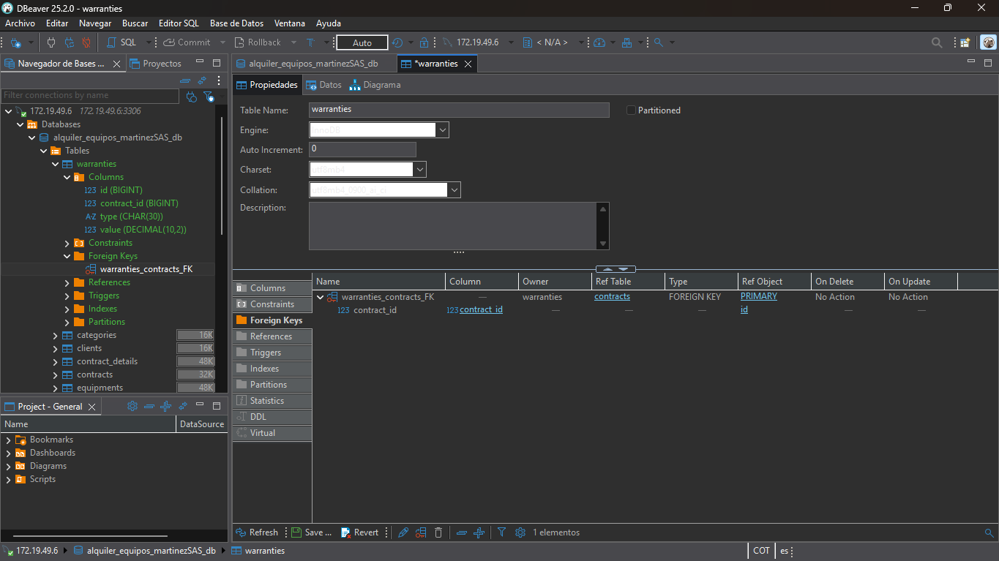 DBeaver 25.2.0 - warranties
Archivo Editar Navegar Buscar Editor SQL Base de Datos Ventana Ayuda
SQL Commit Rollback T Auto 172.19.49.6 < N/A >
Navegador de Bases ... Proyectos
Filter connections by name
172.19.49.6 172.19.49.6:3306
Databases
alquiler_equipos_martinezSAS_db
Tables
warranties
Columns
123 id (BIGINT)
123 contract_id (BIGINT)
A-Z type (CHAR(30))
123 value (DECIMAL(10,2))
Constraints
Foreign Keys
warranties_contracts_FK
References
Triggers
Indexes
Partitions
categories 16K
clients 16K
contract_details 48K
contracts 32K
equipments 48K
Project - General
Name DataSource
Bookmarks
Dashboards
Diagrams
Scripts
alquiler_equipos_martinezSAS_db *warranties
Propiedades Datos Diagrama
Table Name: warranties Partitioned
Engine: InnoDB
Auto Increment: 0
Charset: utf8mb4
Collation: utf8mb4_0900_ai_ci
Description:
Columns
Constraints
Foreign Keys
References
Triggers
Indexes
Partitions
Statistics
DDL
Virtual
Name Column Owner Ref Table Type Ref Object On Delete On Update
warranties_contracts_FK — warranties contracts FOREIGN KEY PRIMARY No Action No Action
123 contract_id 123 contract_id — — — id — —
Refresh Save ... Revert 1 elementos
172.19.49.6 alquiler_equipos_martinezSAS_db warranties COT es